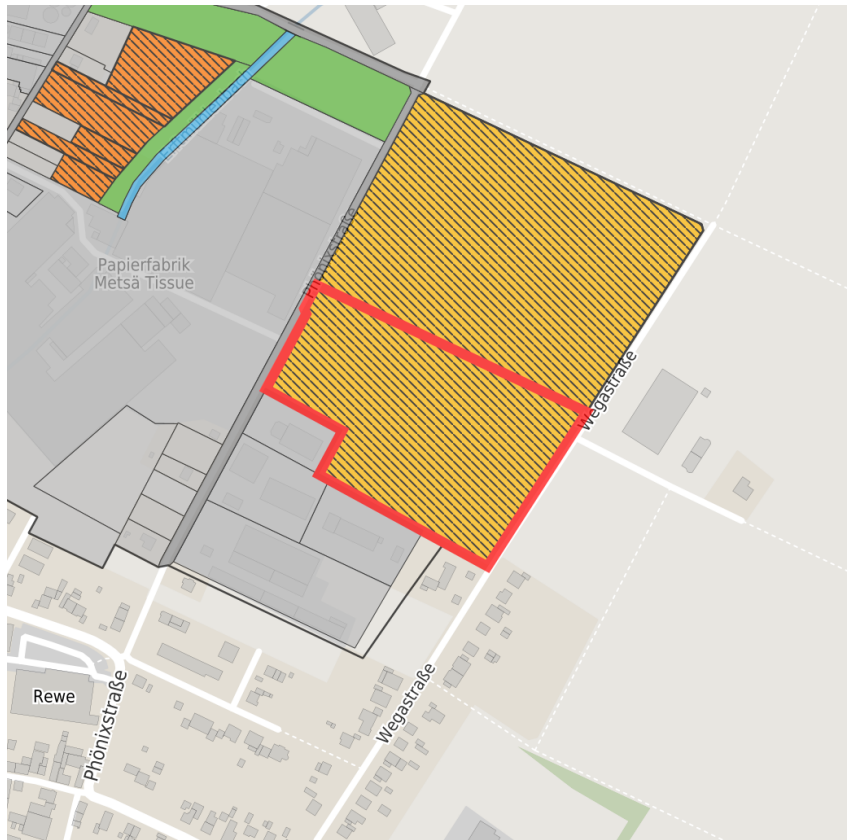 Phönixstraße
Papierfabrik
Metsä Tissue
Wegastraße
Rewe
Phönixstraße
Wegastraße